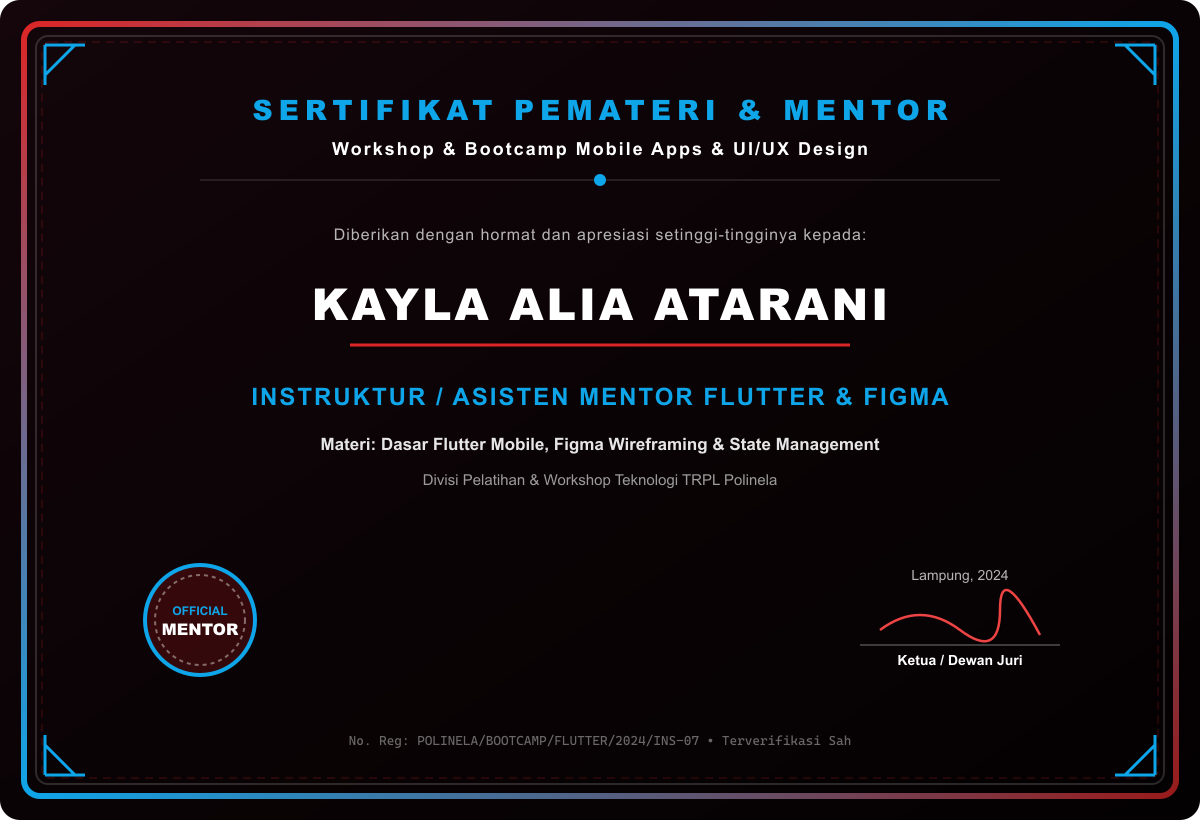 SERTIFIKAT PEMATERI & MENTOR
Workshop & Bootcamp Mobile Apps & UI/UX Design
Diberikan dengan hormat dan apresiasi setinggi-tingginya kepada:
KAYLA ALIA ATARANI
INSTRUKTUR / ASISTEN MENTOR FLUTTER & FIGMA
Materi: Dasar Flutter Mobile, Figma Wireframing & State Management
Divisi Pelatihan & Workshop Teknologi TRPL Polinela
OFFICIAL
MENTOR
Lampung, 2024
Ketua / Dewan Juri
No. Reg: POLINELA/BOOTCAMP/FLUTTER/2024/INS-07 • Terverifikasi Sah